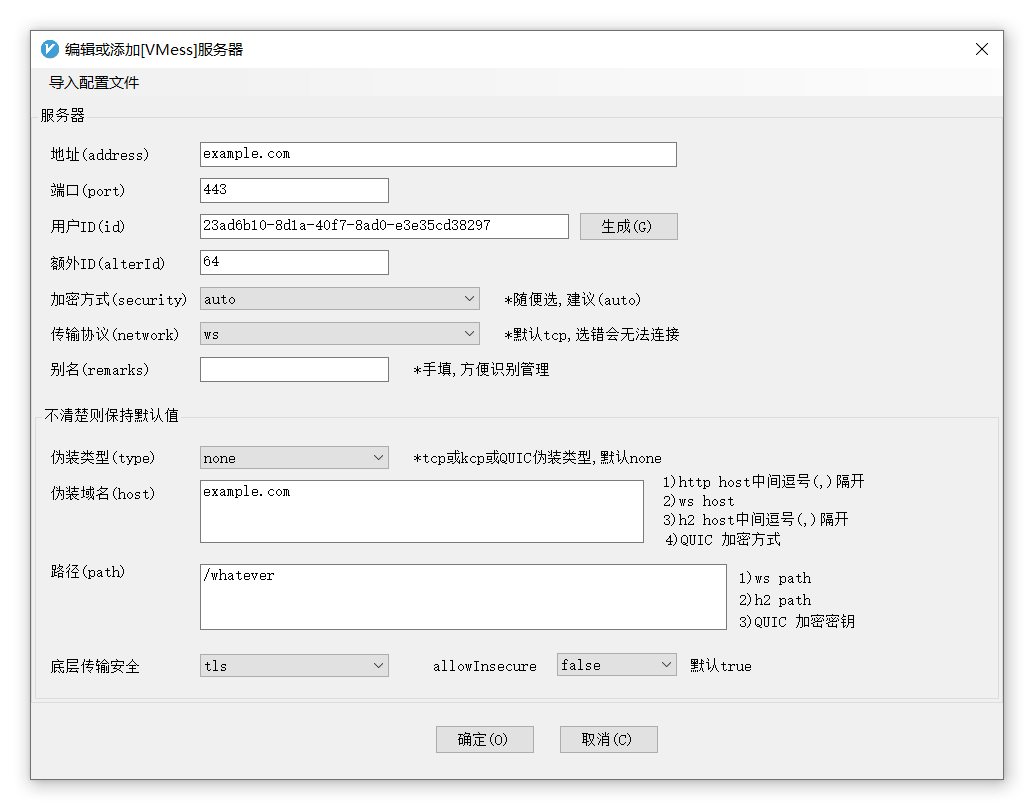 编辑或添加[VMess]服务器
导入配置文件
服务器
地址(address) example.com
端口(port) 443
用户ID(id) 23ad6b10-8d1a-40f7-8ad0-e3e35cd38297 生成(G)
额外ID(alterId) 64
加密方式(security) auto *随便选,建议(auto)
传输协议(network) ws *默认tcp,选错会无法连接
别名(remarks) *手填,方便识别管理
不清楚则保持默认值
伪装类型(type) none *tcp或kcp或QUIC伪装类型,默认none
伪装域名(host) example.com
1)http host中间逗号(,)隔开
2)ws host
3)h2 host中间逗号(,)隔开
4)QUIC 加密方式
路径(path) /whatever
1)ws path
2)h2 path
3)QUIC 加密密钥
底层传输安全 tls allowInsecure false 默认true
确定(O) 取消(C)